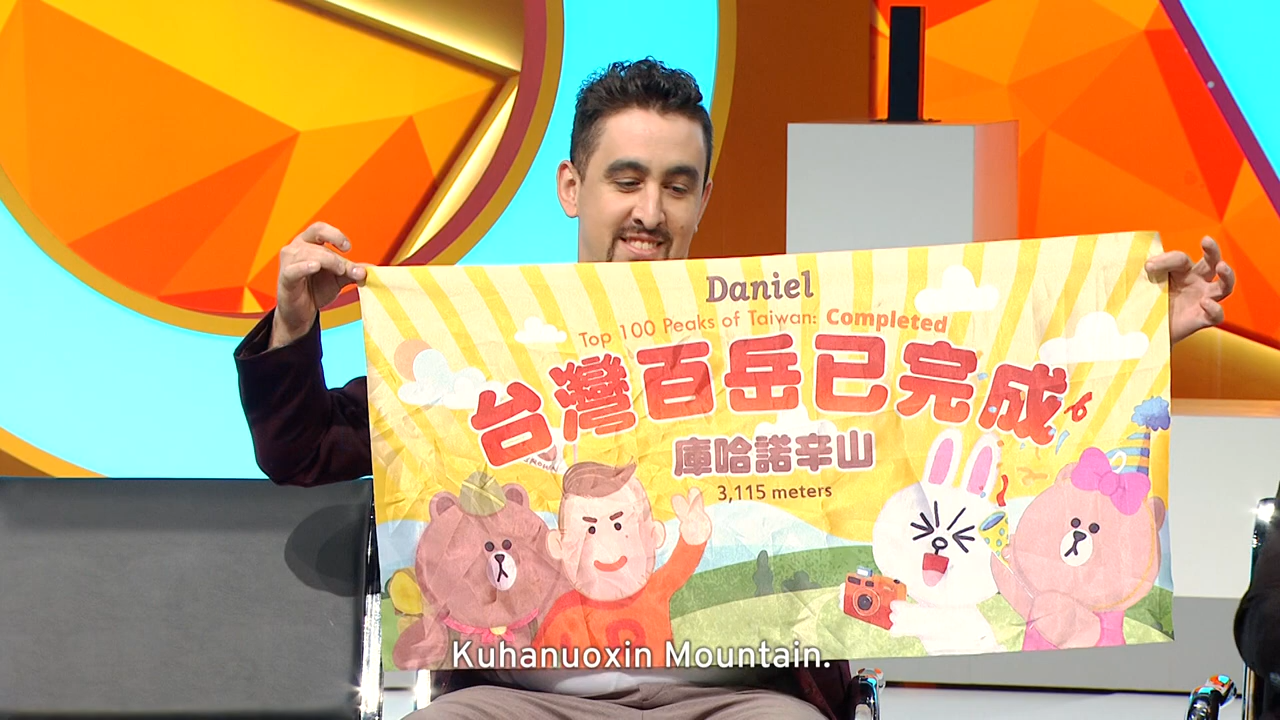 Daniel
Top 100 Peaks of Taiwan: Completed
台灣百岳已完成
庫哈諾辛山
3,115 meters
Kuhanuoxin Mountain.